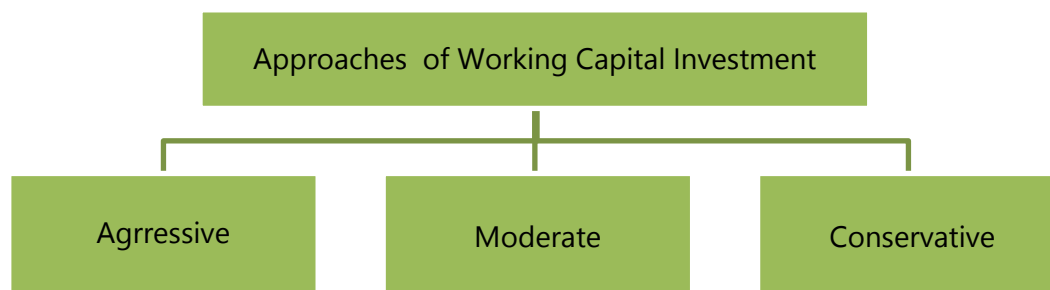 Approaches of Working Capital Investment
Agrressive
Moderate
Conservative